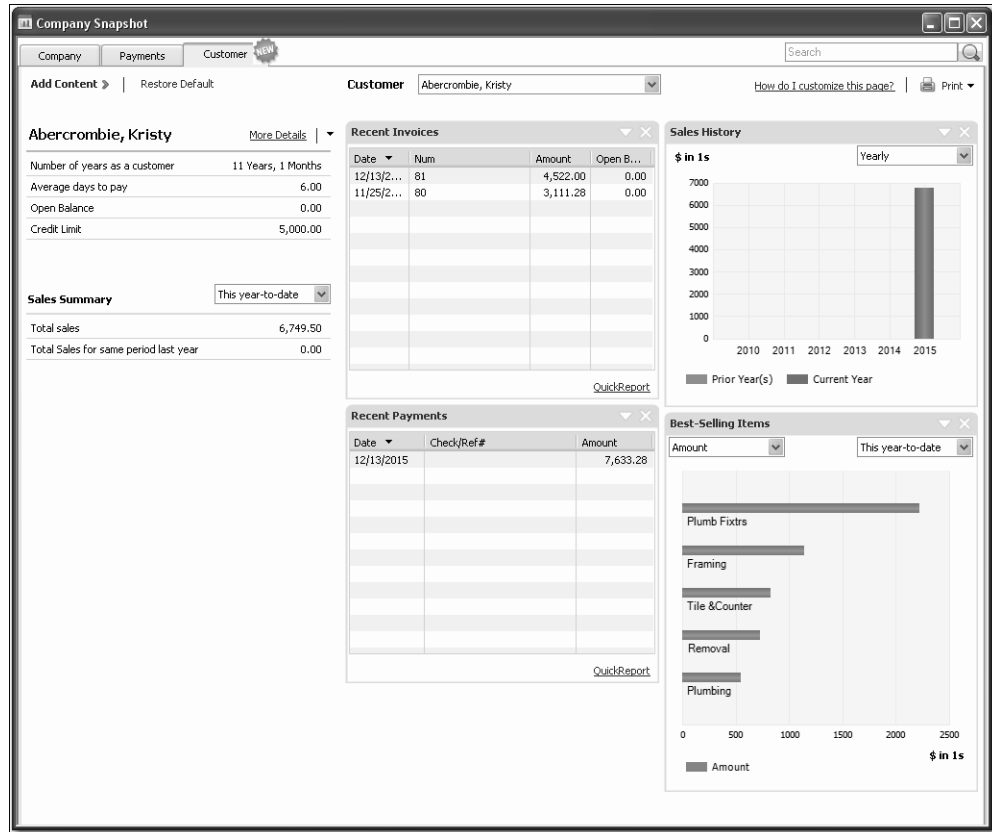 Company Snapshot
Company Payments Customer NEW
Search
Add Content Restore Default
Customer Abercrombie, Kristy
How do I customize this page? Print
Abercrombie, Kristy More Details
Number of years as a customer 11 Years, 1 Months
Average days to pay 6.00
Open Balance 0.00
Credit Limit 5,000.00
Sales Summary This year-to-date
Total sales 6,749.50
Total Sales for same period last year 0.00
Recent Invoices
Date Num Amount Open B...
12/13/2... 81 4,522.00 0.00
11/25/2... 80 3,111.28 0.00
QuickReport
Recent Payments
Date Check/Ref# Amount
12/13/2015 7,633.28
QuickReport
Sales History
$ in 1s Yearly
7000
6000
5000
4000
3000
2000
1000
0
2010 2011 2012 2013 2014 2015
Prior Year(s) Current Year
Best-Selling Items
Amount This year-to-date
Plumb Fixtrs
Framing
Tile &Counter
Removal
Plumbing
0 500 1000 1500 2000 2500
$ in 1s
Amount